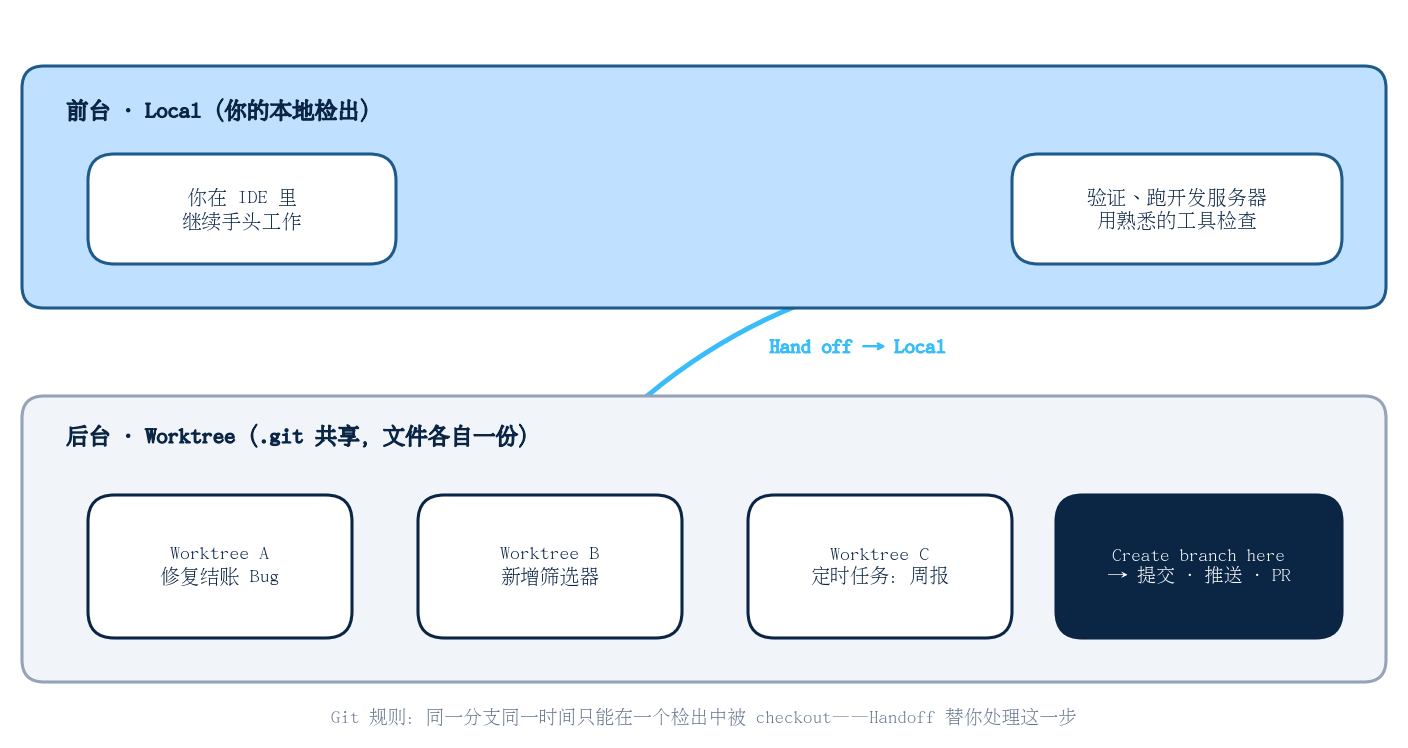 前台 · Local（你的本地检出）
你在 IDE 里
继续手头工作
验证、跑开发服务器
用熟悉的工具检查
Hand off → Local
后台 · Worktree（.git 共享，文件各自一份）
Worktree A
修复结账 Bug
Worktree B
新增筛选器
Worktree C
定时任务：周报
Create branch here
→ 提交 · 推送 · PR
Git 规则：同一分支同一时间只能在一个检出中被 checkout——Handoff 替你处理这一步